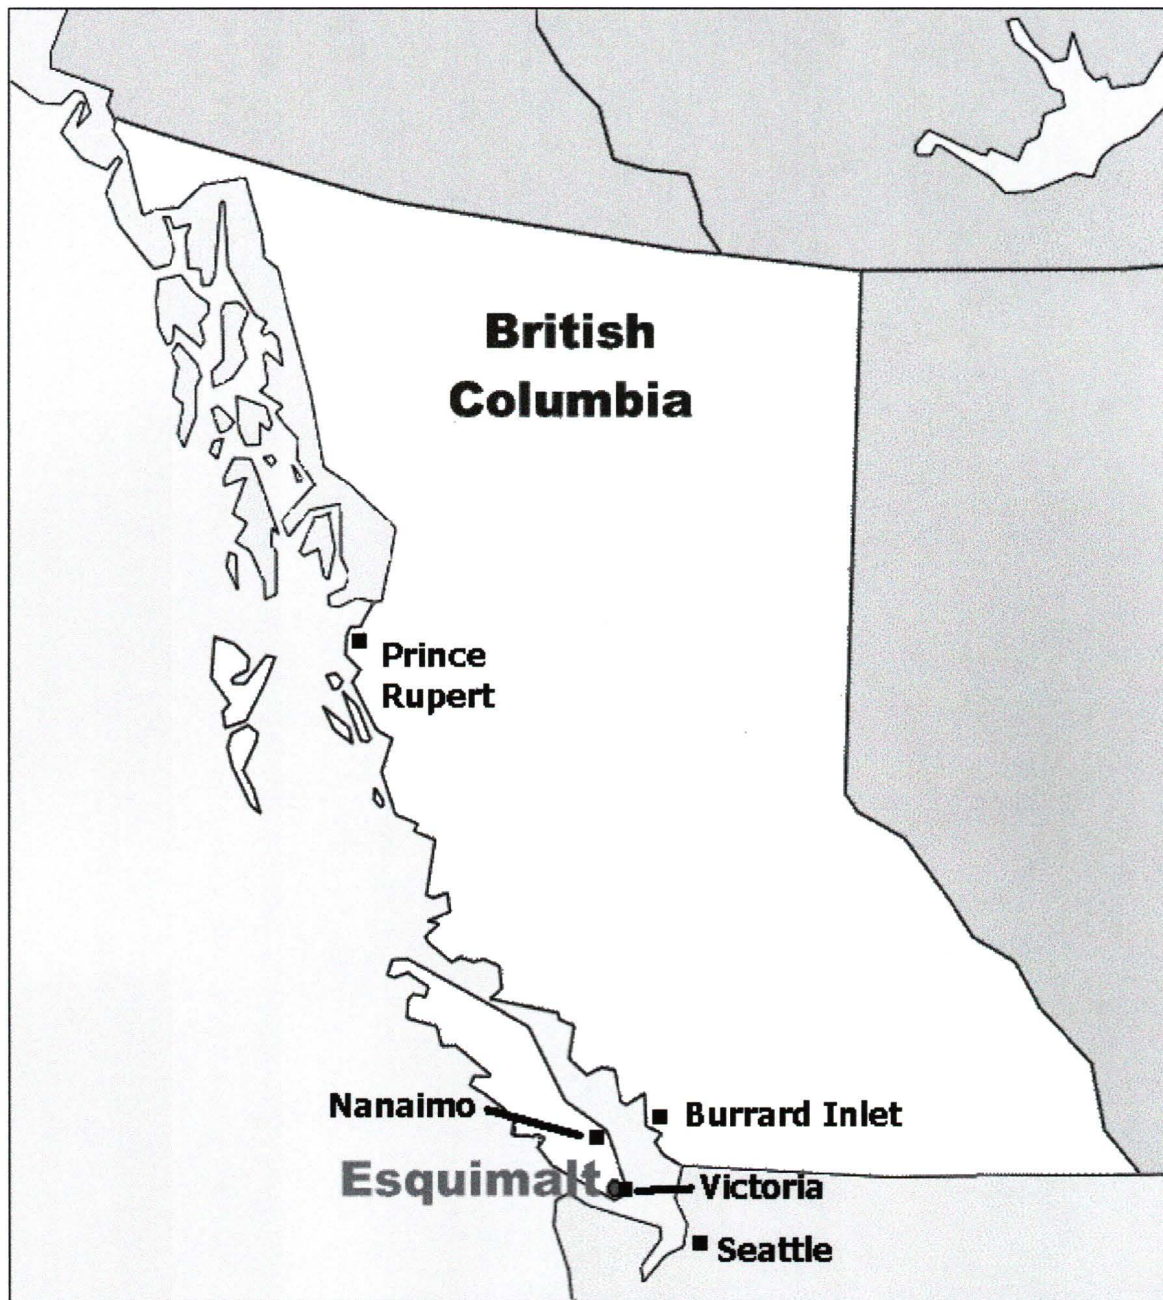 British
Columbia
Prince
Rupert
Nanaimo
Burrard Inlet
Esquimalt
Victoria
Seattle